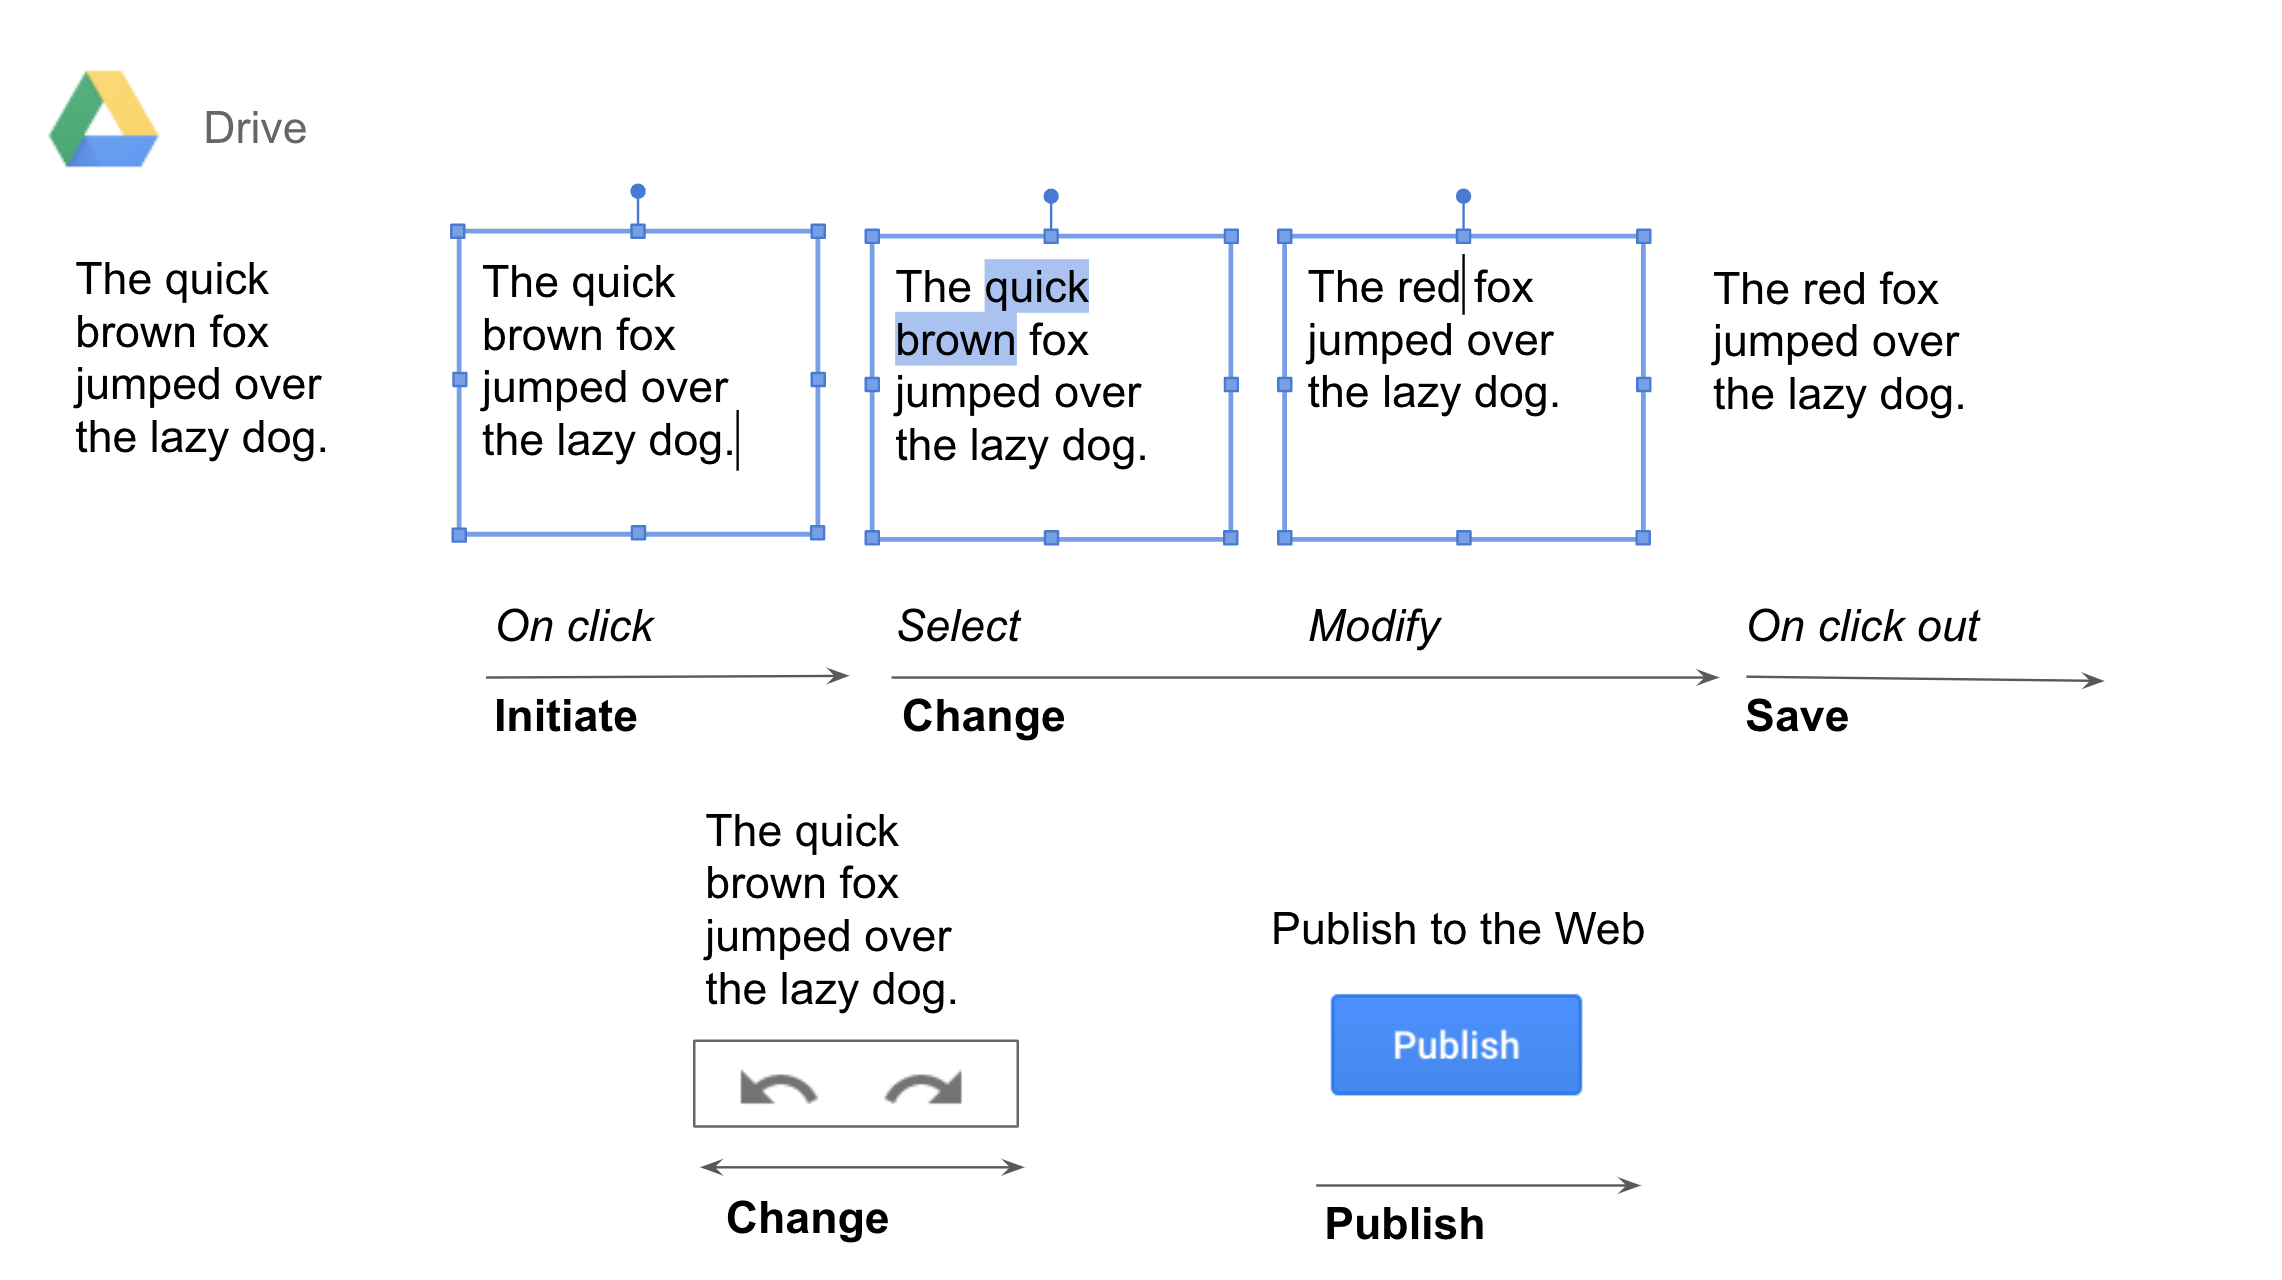 Drive
The quick
brown fox
jumped over
the lazy dog.
The quick
brown fox
jumped over
the lazy dog.
The quick
brown fox
jumped over
the lazy dog.
The red fox
jumped over
the lazy dog.
The red fox
jumped over
the lazy dog.
On click
Select
Modify
On click out
Initiate
Change
Save
The quick
brown fox
jumped over
the lazy dog.
Change
Publish to the Web
Publish
Publish